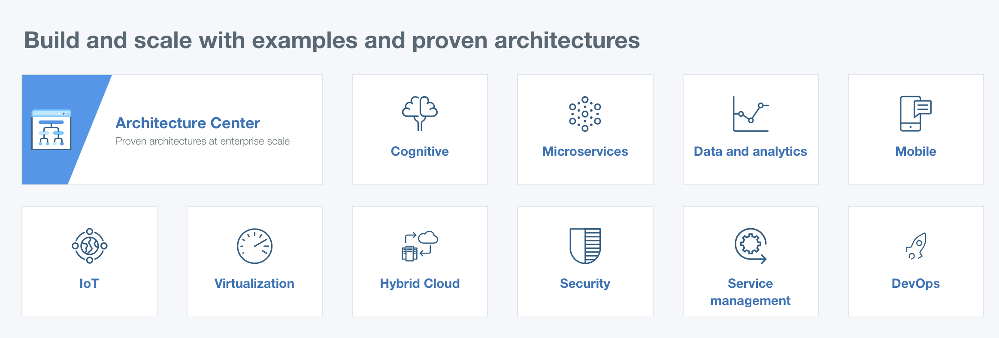 Build and scale with examples and proven architectures
Architecture Center
Proven architectures at enterprise scale
Cognitive
Microservices
Data and analytics
Mobile
IoT
Virtualization
Hybrid Cloud
Security
Service
management
DevOps